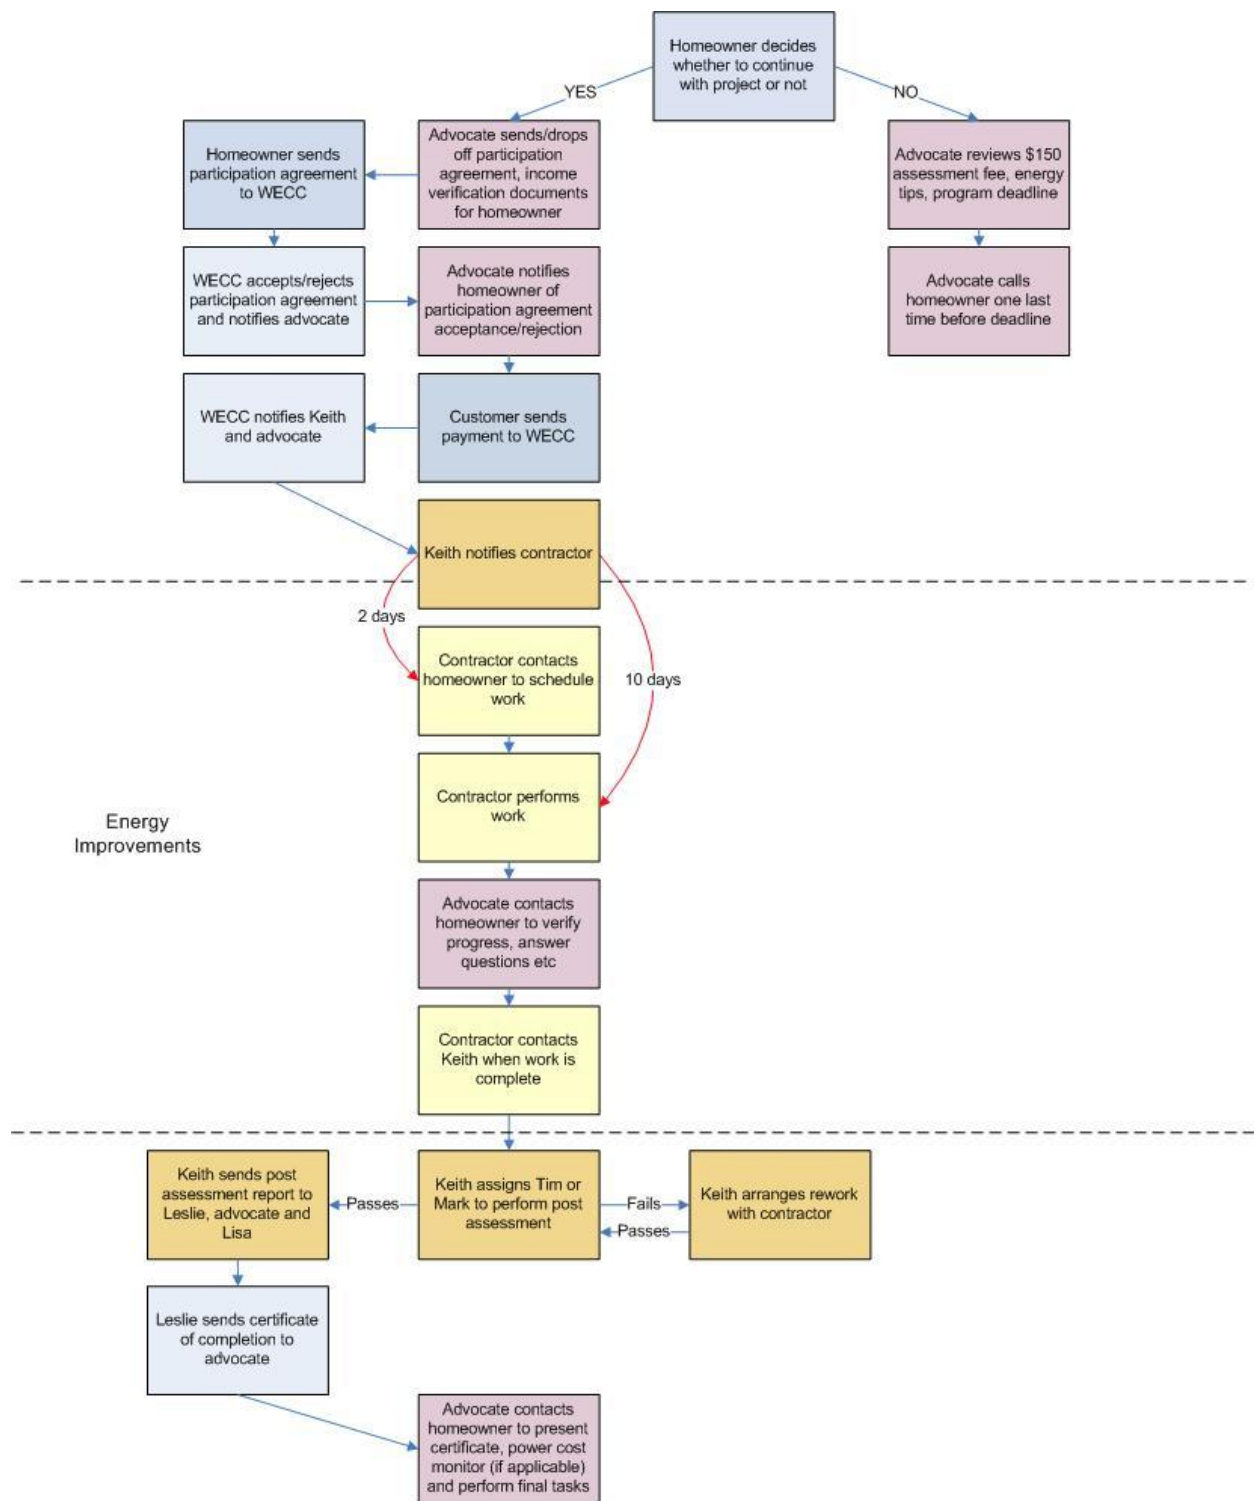 Homeowner decides
whether to continue
with project or not
YES
NO
Homeowner sends
participation agreement
to WECC
Advocate sends/drops
off participation
agreement, income
verification documents
for homeowner
Advocate reviews $150
assessment fee, energy
tips, program deadline
WECC accepts/rejects
participation agreement
and notifies advocate
Advocate notifies
homeowner of
participation agreement
acceptance/rejection
Advocate calls
homeowner one last
time before deadline
WECC notifies Keith
and advocate
Customer sends
payment to WECC
Keith notifies contractor
2 days
10 days
Contractor contacts
homeowner to schedule
work
Contractor performs
work
Energy
Improvements
Advocate contacts
homeowner to verify
progress, answer
questions etc
Contractor contacts
Keith when work is
complete
Keith sends post
assessment report to
Leslie, advocate and
Lisa
Passes
Keith assigns Tim or
Mark to perform post
assessment
Fails
Passes
Keith arranges rework
with contractor
Leslie sends certificate
of completion to
advocate
Advocate contacts
homeowner to present
certificate, power cost
monitor (if applicable)
and perform final tasks